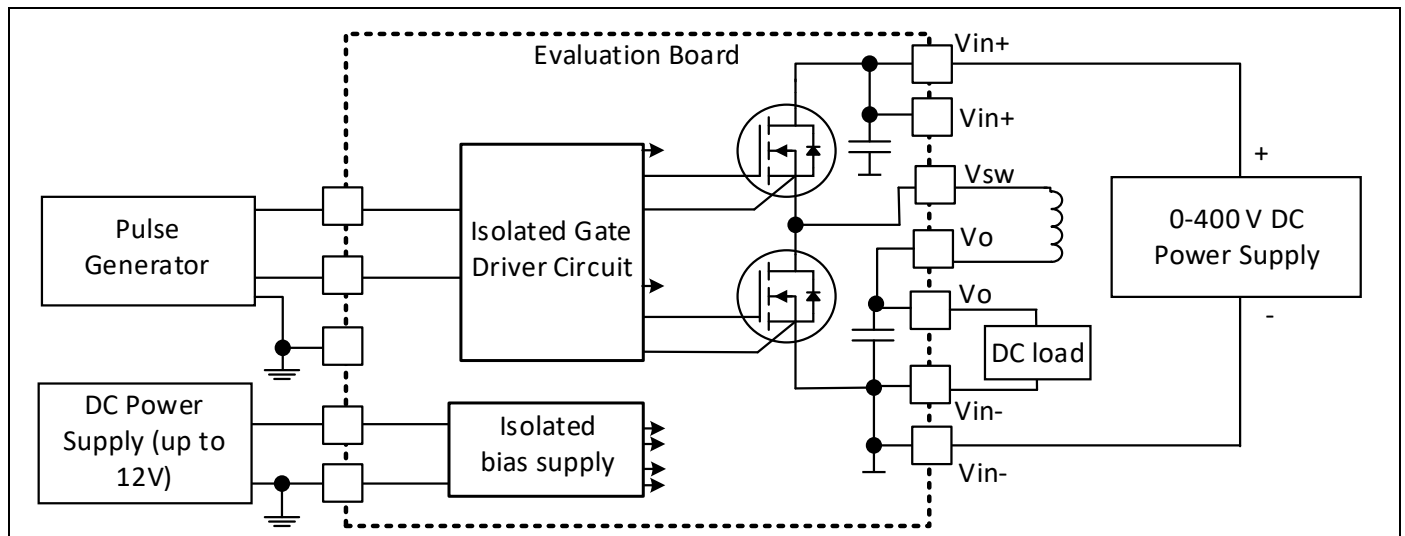 Evaluation Board
Vin+
Vin+
Vsw
Vo
Vo
Vin-
Vin-
Pulse
Generator
Isolated Gate
Driver Circuit
DC load
+
0-400 V DC
Power Supply
-
DC Power
Supply (up to
12V)
Isolated
bias supply